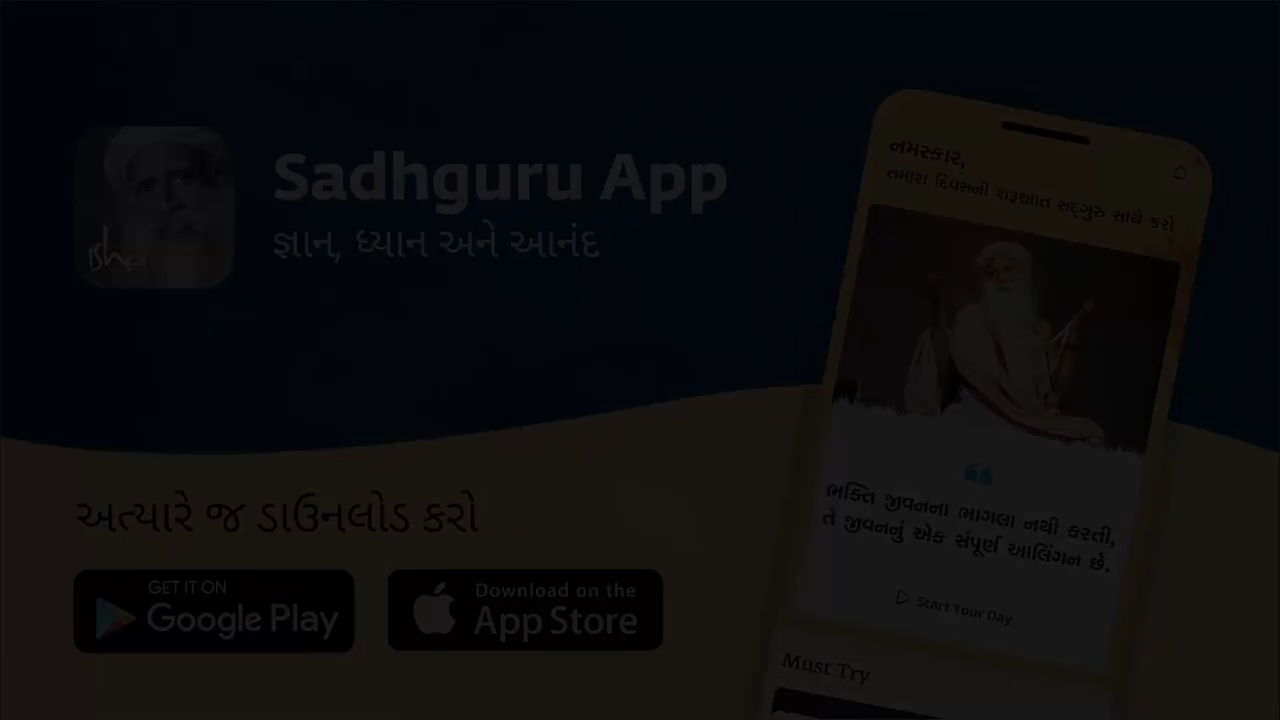 Sadhguru App
જ્ઞાન, ધ્યાન અને આનંદ
isha
અત્યારે જ ડાઉનલોડ કરો
GET IT ON
Google Play
Download on the
App Store
નમસ્કાર,
તમારા દિવસની શરૂઆત સદ્‌ગુરુ સાથે કરો
ભક્તિ જીવનના ભાગલા નથી કરતી,
તે જીવનનું એક સંપૂર્ણ આલિંગન છે.
Start Your Day
Must Try